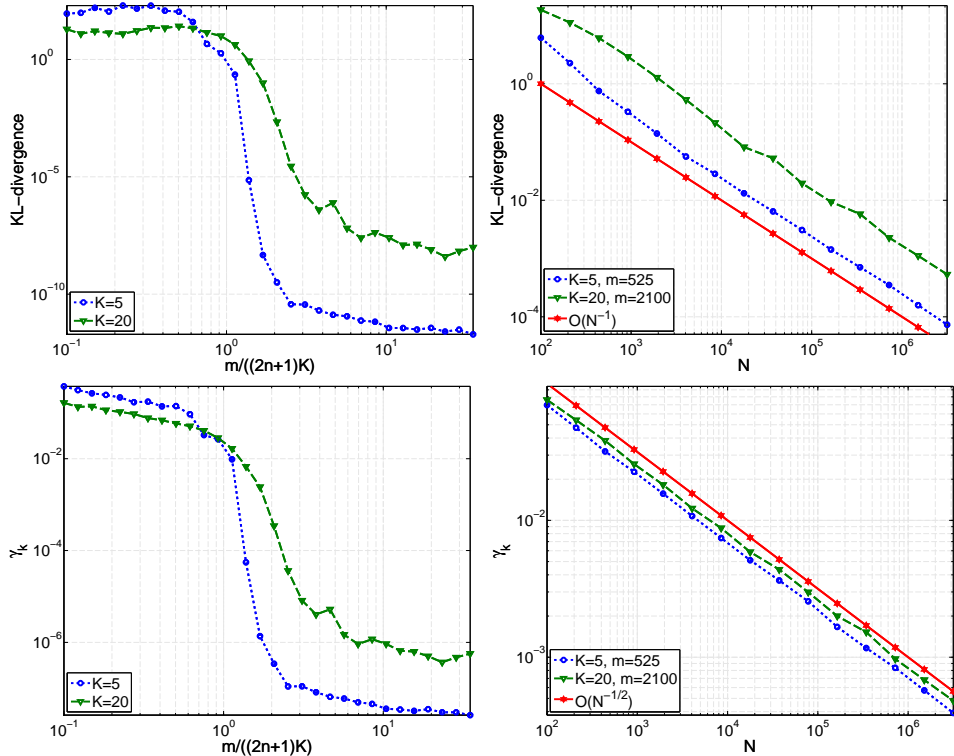 KL−divergence
10^0
10^−5
10^−10
K=5
K=20
10^−1
10^0
10^1
m/((2n+1)K)
KL−divergence
10^0
10^−2
10^−4
K=5, m=525
K=20, m=2100
O(N^−1)
10^2
10^3
10^4
10^5
10^6
N
γ_k
10^−2
10^−4
10^−6
K=5
K=20
10^−1
10^0
10^1
m/((2n+1)K)
γ_k
10^−2
10^−3
K=5, m=525
K=20, m=2100
O(N^−1/2)
10^2
10^3
10^4
10^5
10^6
N